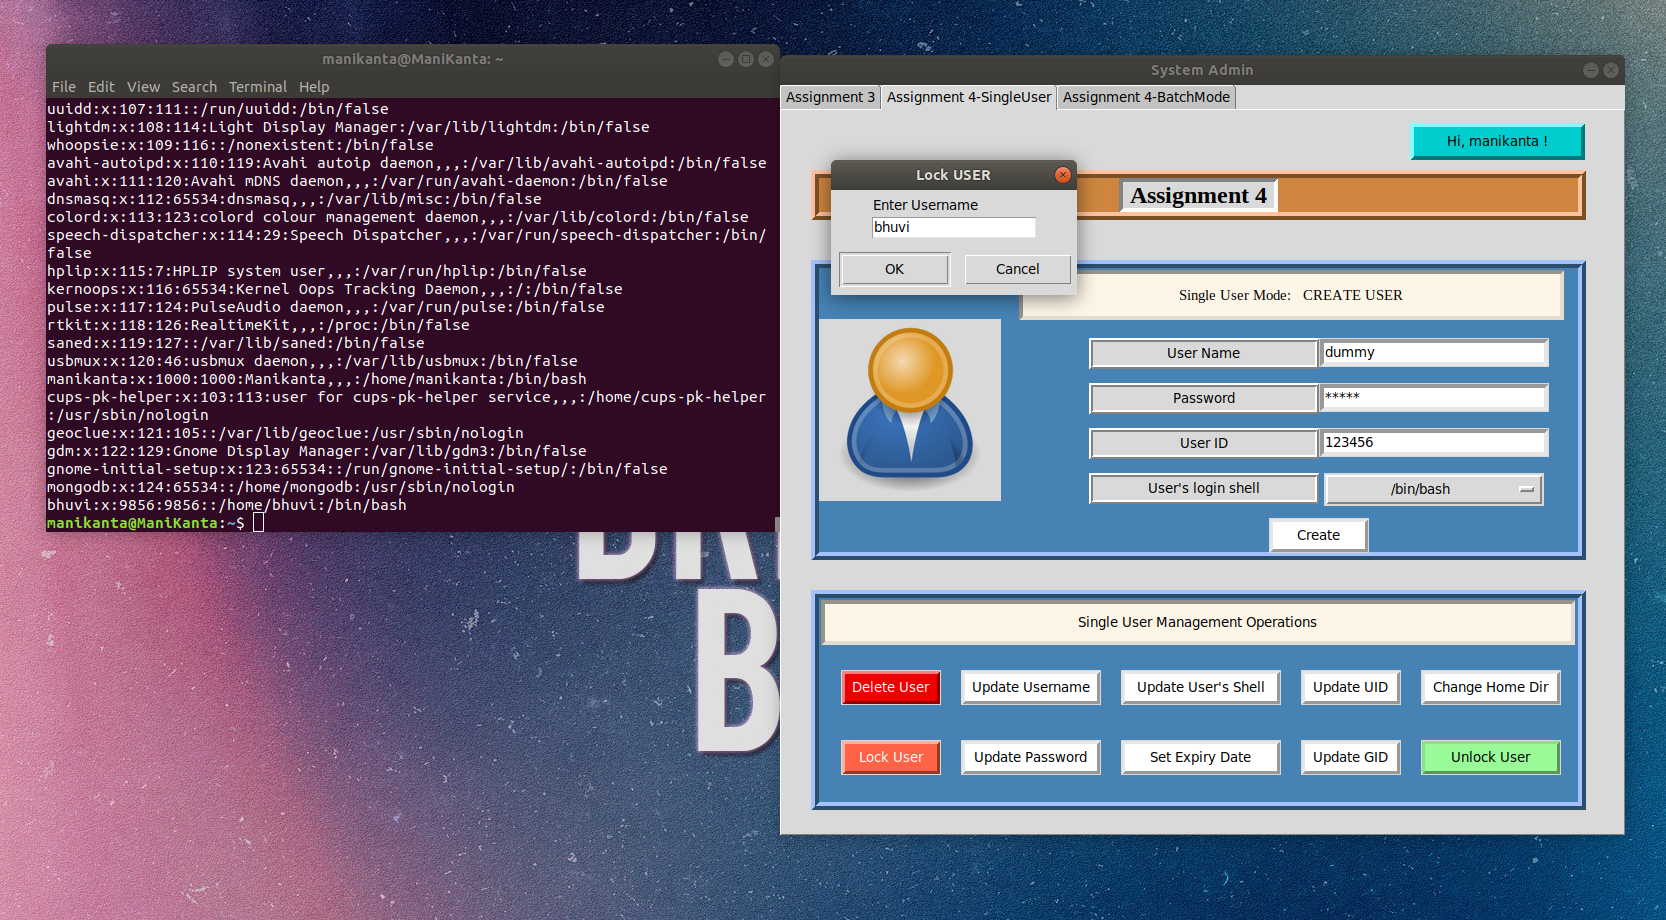 manikanta@ManiKanta: ~
File Edit View Search Terminal Help
uuidd:x:107:111::/run/uuidd:/bin/false
lightdm:x:108:114:Light Display Manager:/var/lib/lightdm:/bin/false
whoopsie:x:109:116::/nonexistent:/bin/false
avahi-autoipd:x:110:119:Avahi autoip daemon,,,:/var/lib/avahi-autoipd:/bin/false
avahi:x:111:120:Avahi mDNS daemon,,,:/var/run/avahi-daemon:/bin/false
dnsmasq:x:112:65534:dnsmasq,,,:/var/lib/misc:/bin/false
colord:x:113:123:colord colour management daemon,,,:/var/lib/colord:/bin/false
speech-dispatcher:x:114:29:Speech Dispatcher,,,:/var/run/speech-dispatcher:/bin/
false
hplip:x:115:7:HPLIP system user,,,:/var/run/hplip:/bin/false
kernoops:x:116:65534:Kernel Oops Tracking Daemon,,,:/:/bin/false
pulse:x:117:124:PulseAudio daemon,,,:/var/run/pulse:/bin/false
rtkit:x:118:126:RealtimeKit,,,:/proc:/bin/false
saned:x:119:127::/var/lib/saned:/bin/false
usbmux:x:120:46:usbmux daemon,,,:/var/lib/usbmux:/bin/false
manikanta:x:1000:1000:Manikanta,,,:/home/manikanta:/bin/bash
cups-pk-helper:x:103:113:user for cups-pk-helper service,,,:/home/cups-pk-helper
:/usr/sbin/nologin
geoclue:x:121:105::/var/lib/geoclue:/usr/sbin/nologin
gdm:x:122:129:Gnome Display Manager:/var/lib/gdm3:/bin/false
gnome-initial-setup:x:123:65534::/run/gnome-initial-setup/:/bin/false
mongodb:x:124:65534::/home/mongodb:/usr/sbin/nologin
bhuvi:x:9856:9856::/home/bhuvi:/bin/bash
manikanta@ManiKanta:~$
System Admin
Assignment 3 Assignment 4-SingleUser Assignment 4-BatchMode
Hi, manikanta !
Assignment 4
Lock USER
Enter Username
bhuvi
OK Cancel
Single User Mode: CREATE USER
User Name dummy
Password *****
User ID 123456
User's login shell /bin/bash
Create
Single User Management Operations
Delete User Update Username Update User's Shell Update UID Change Home Dir
Lock User Update Password Set Expiry Date Update GID Unlock User